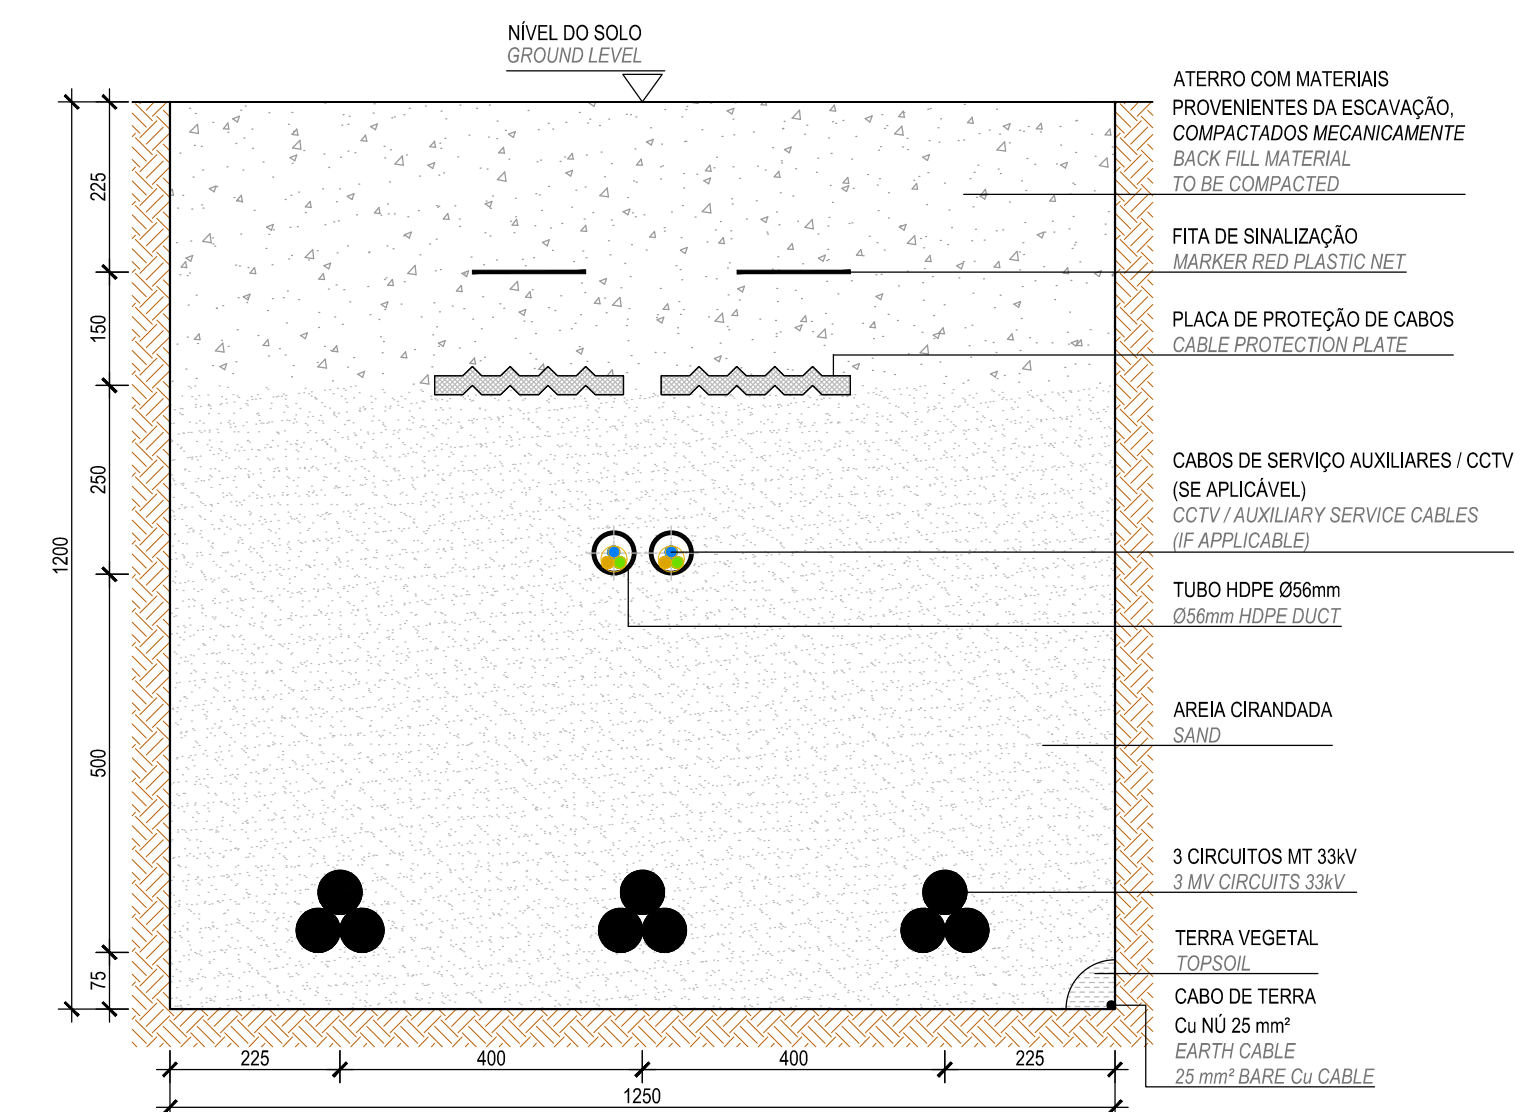 NÍVEL DO SOLO
GROUND LEVEL
ATERRO COM MATERIAIS
PROVENIENTES DA ESCAVAÇÃO,
COMPACTADOS MECANICAMENTE
BACK FILL MATERIAL
TO BE COMPACTED
FITA DE SINALIZAÇÃO
MARKER RED PLASTIC NET
PLACA DE PROTEÇÃO DE CABOS
CABLE PROTECTION PLATE
CABOS DE SERVIÇO AUXILIARES / CCTV
(SE APLICÁVEL)
CCTV / AUXILIARY SERVICE CABLES
(IF APPLICABLE)
TUBO HDPE Ø56mm
Ø56mm HDPE DUCT
AREIA CIRANDADA
SAND
3 CIRCUITOS MT 33kV
3 MV CIRCUITS 33kV
TERRA VEGETAL
TOPSOIL
CABO DE TERRA
Cu NÚ 25 mm²
EARTH CABLE
25 mm² BARE Cu CABLE
225
150
250
500
75
1200
225
400
400
225
1250